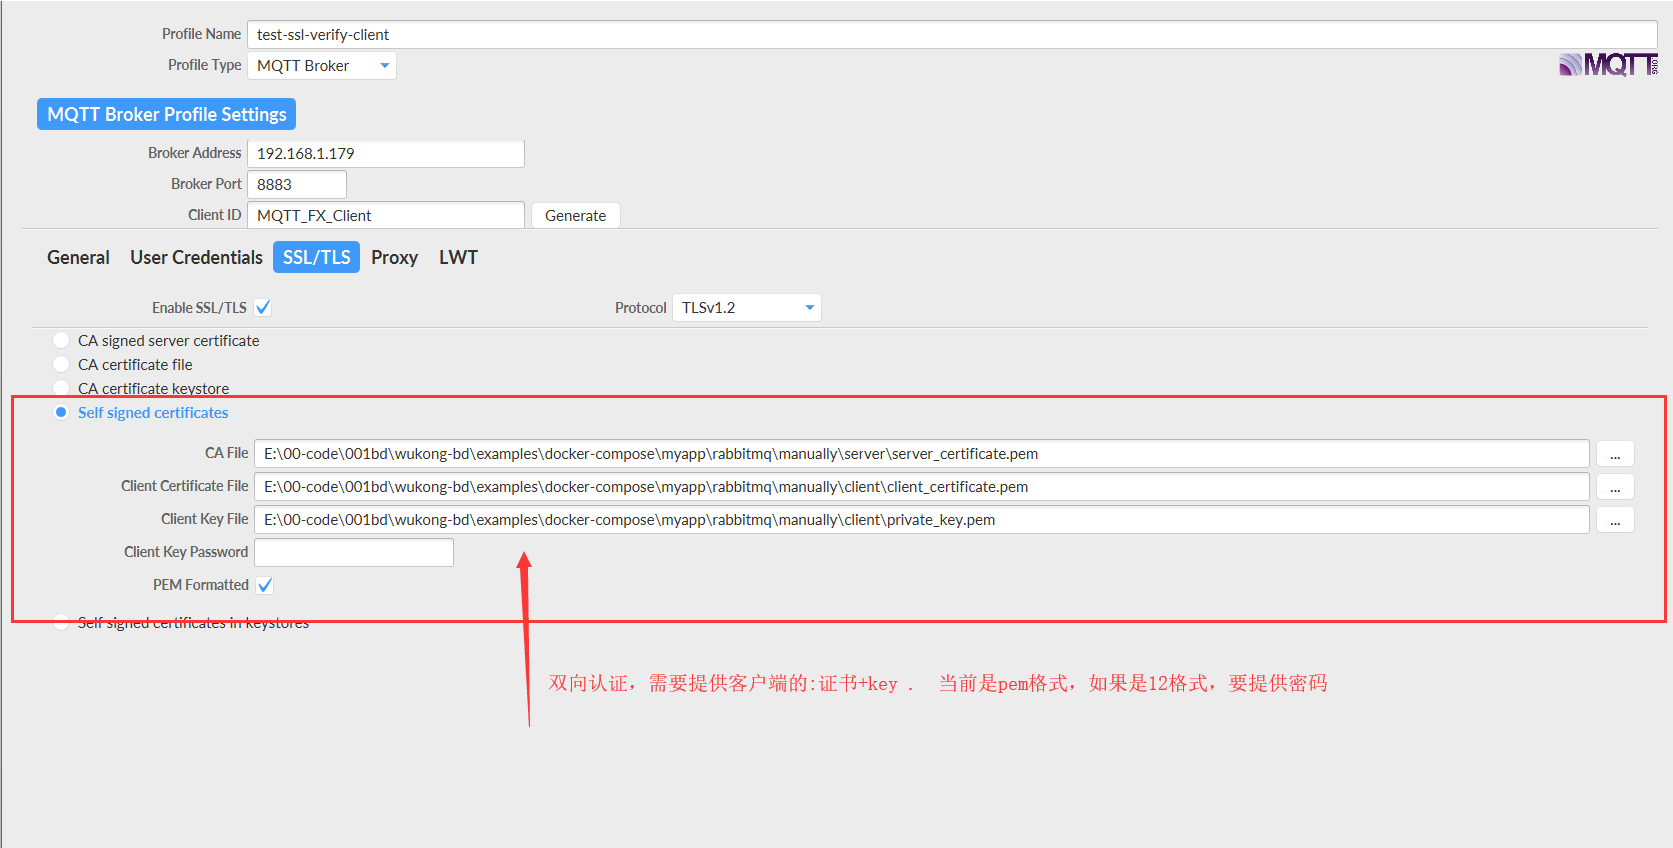 Profile Name test-ssl-verify-client
Profile Type MQTT Broker
MQTT.ORG
MQTT Broker Profile Settings
Broker Address 192.168.1.179
Broker Port 8883
Client ID MQTT_FX_Client Generate
General User Credentials SSL/TLS Proxy LWT
Enable SSL/TLS Protocol TLSv1.2
CA signed server certificate
CA certificate file
CA certificate keystore
Self signed certificates
CA File E:\00-code\001bd\wukong-bd\examples\docker-compose\myapp\rabbitmq\manually\server\server_certificate.pem ...
Client Certificate File E:\00-code\001bd\wukong-bd\examples\docker-compose\myapp\rabbitmq\manually\client\client_certificate.pem ...
Client Key File E:\00-code\001bd\wukong-bd\examples\docker-compose\myapp\rabbitmq\manually\client\private_key.pem ...
Client Key Password
PEM Formatted
Self signed certificates in keystores
双向认证，需要提供客户端的:证书+key . 当前是pem格式，如果是12格式，要提供密码